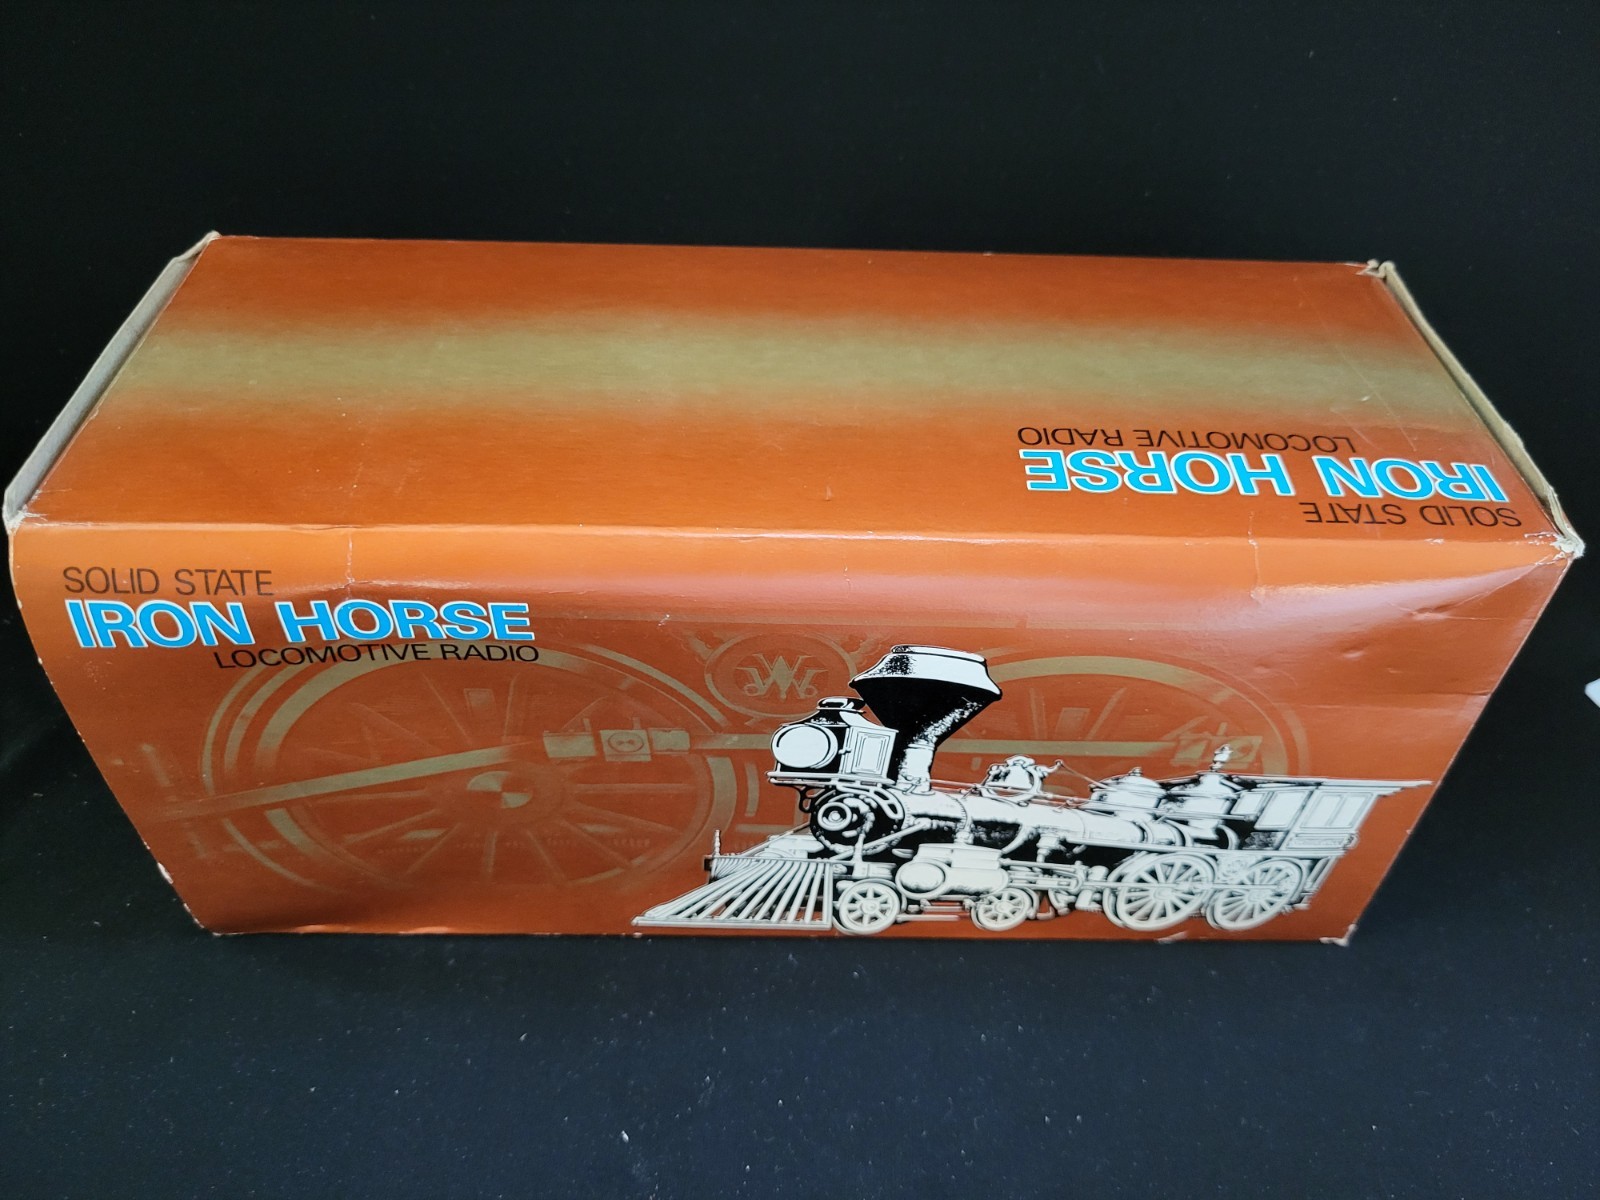 SOLID STATE
IRON HORSE
LOCOMOTIVE RADIO
SOLID STATE
IRON HORSE
LOCOMOTIVE RADIO
W